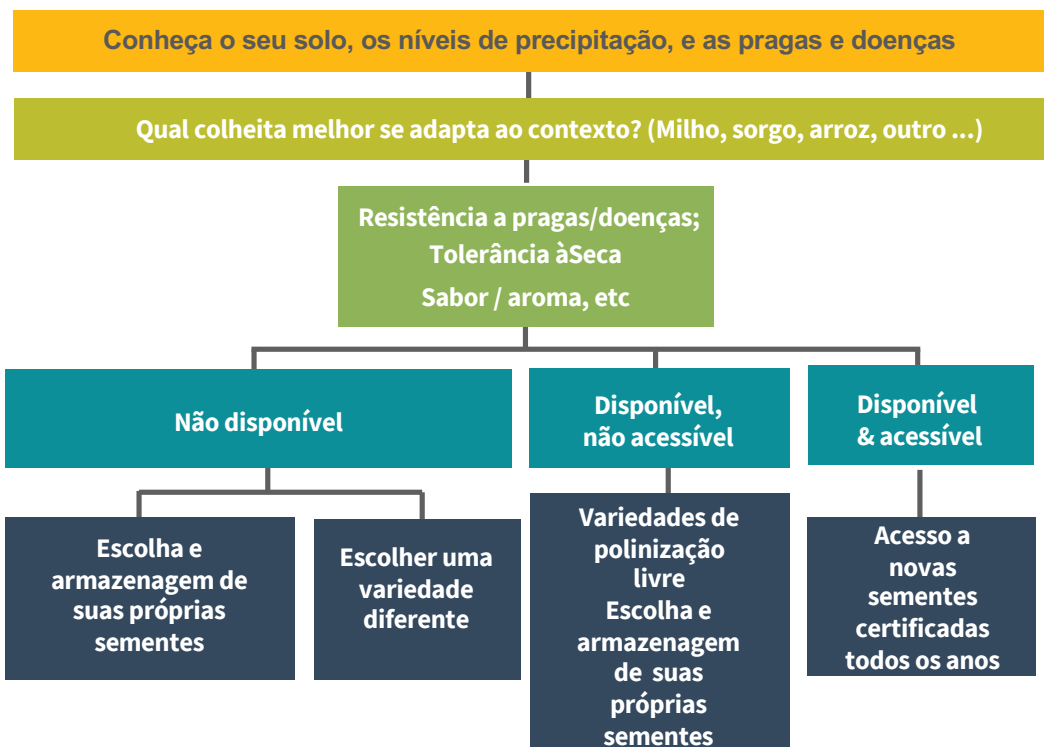 Conheça o seu solo, os níveis de precipitação, e as pragas e doenças
Qual colheita melhor se adapta ao contexto? (Milho, sorgo, arroz, outro ...)
Resistência a pragas/doenças;
Tolerância àSeca
Sabor / aroma, etc
Não disponível
Disponível,
não acessível
Disponível
& acessível
Escolha e
armazenagem de
suas próprias
sementes
Escolher uma
variedade
diferente
Variedades de
polinização
livre
Escolha e
armazenagem
de suas
próprias
sementes
Acesso a
novas
sementes
certificadas
todos os anos